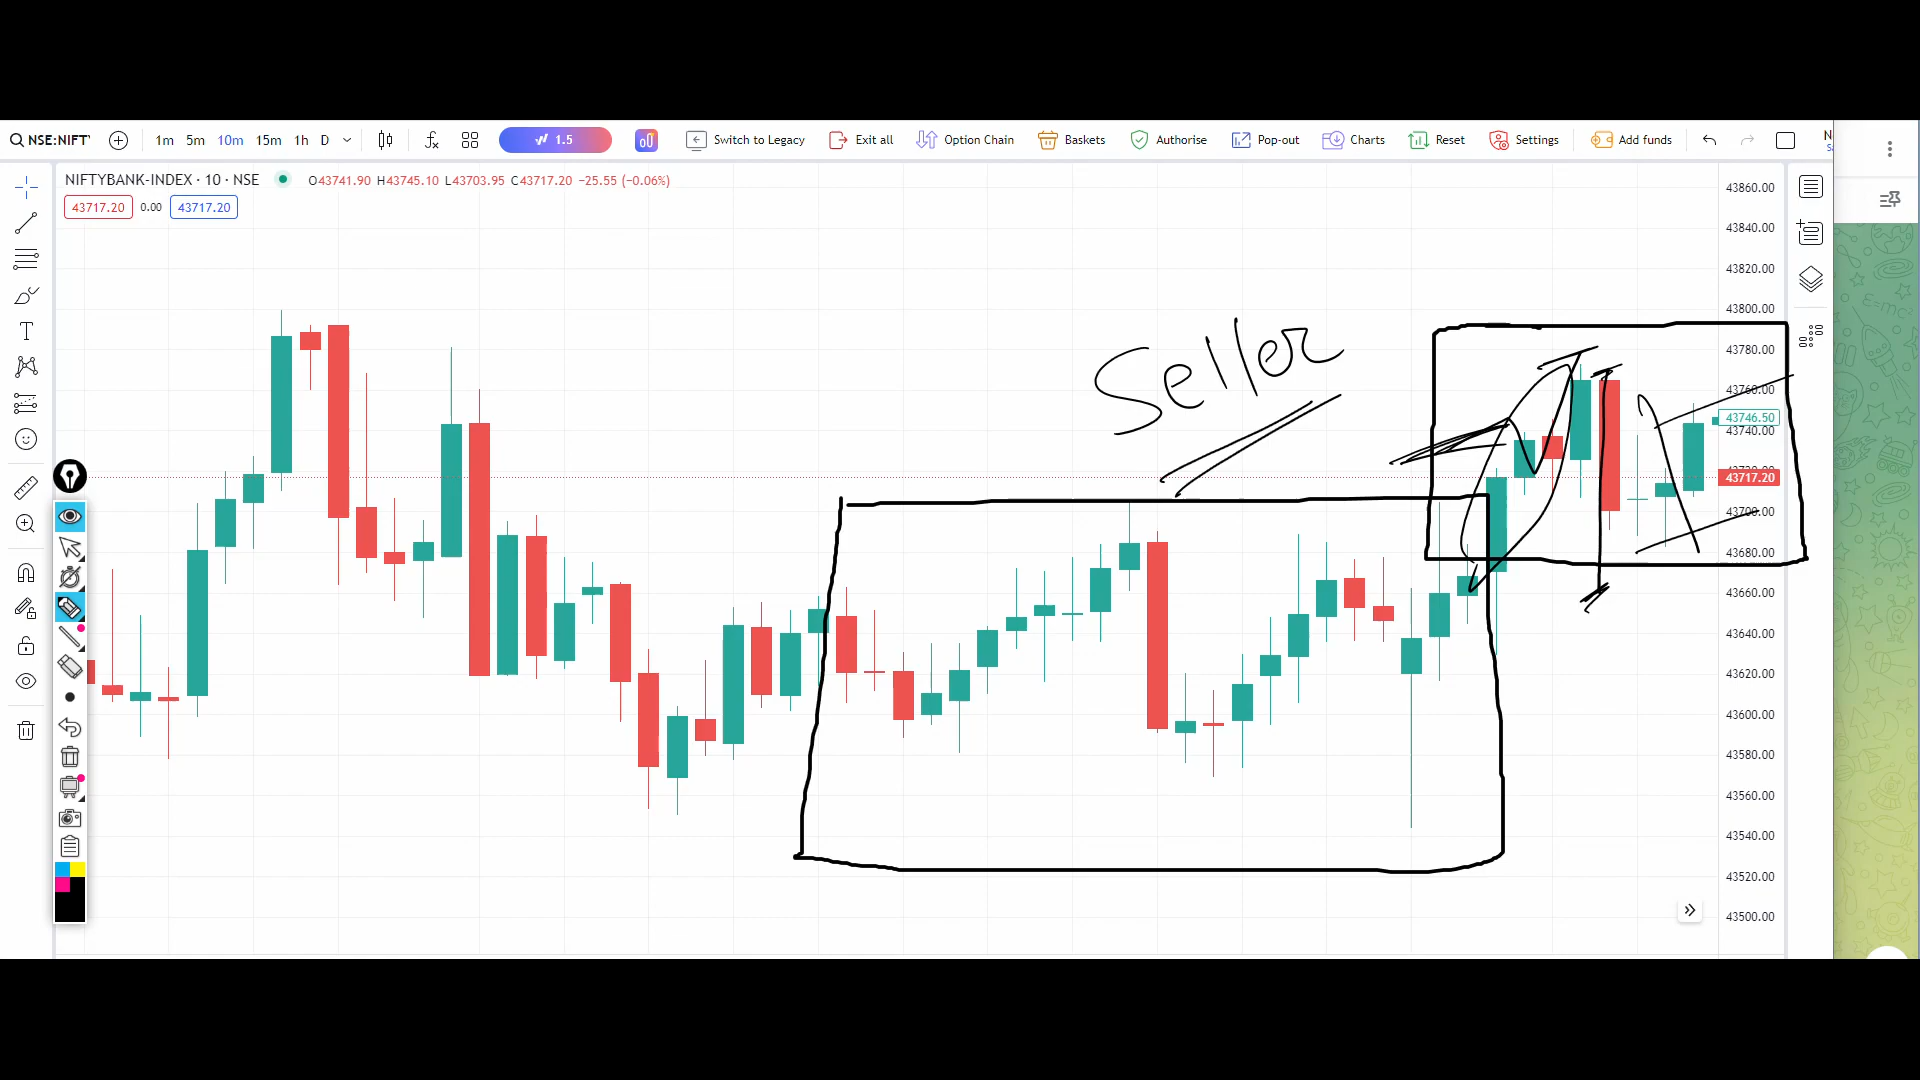 NSE:NIFTY
1m 5m 10m 15m 1h D
1.5
Switch to Legacy
Exit all
Option Chain
Baskets
Authorise
Pop-out
Charts
Reset
Settings
Add funds
NIFTYBANK-INDEX · 10 · NSE
O43741.90 H43745.10 L43703.95 C43717.20 −25.55 (−0.06%)
43717.20 0.00 43717.20
43860.00
43840.00
43820.00
43800.00
43780.00
43760.00
43746.50
43740.00
43717.20
43700.00
43680.00
43660.00
43640.00
43620.00
43600.00
43580.00
43560.00
43540.00
43520.00
43500.00
Seller